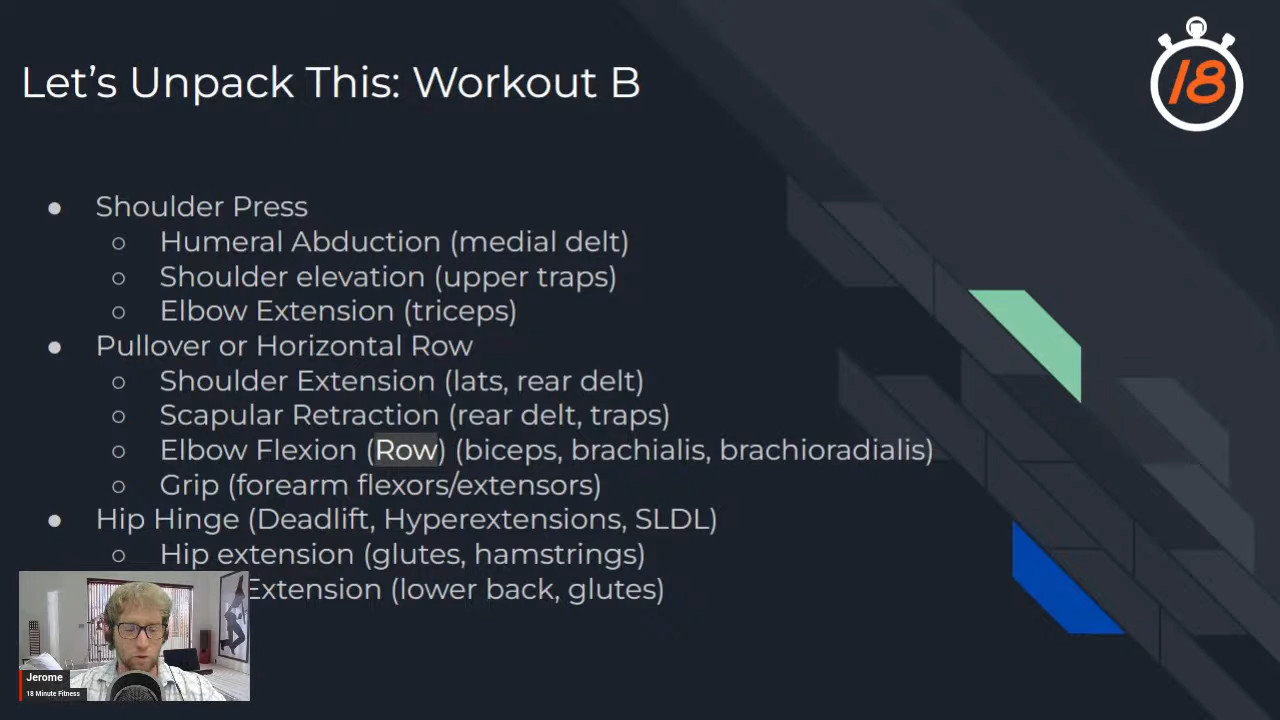 18
Let's Unpack This: Workout B
● Shoulder Press
○ Humeral Abduction (medial delt)
○ Shoulder elevation (upper traps)
○ Elbow Extension (triceps)
● Pullover or Horizontal Row
○ Shoulder Extension (lats, rear delt)
○ Scapular Retraction (rear delt, traps)
○ Elbow Flexion (Row) (biceps, brachialis, brachioradialis)
○ Grip (forearm flexors/extensors)
● Hip Hinge (Deadlift, Hyperextensions, SLDL)
○ Hip extension (glutes, hamstrings)
Extension (lower back, glutes)
Jerome
18 Minute Fitness